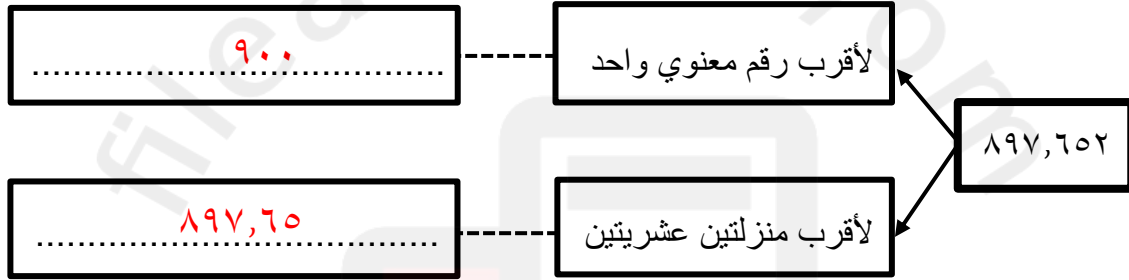 لأقرب رقم معنوي واحد
٩٠٠
٨٩٧,٦٥٢
لأقرب منزلتين عشريتين
٨٩٧,٦٥